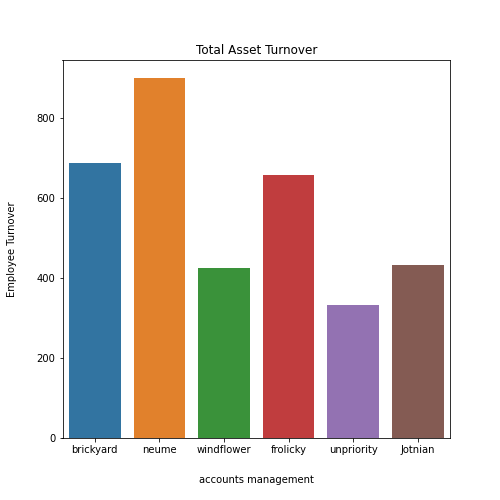 Total Asset Turnover
Employee Turnover
800
600
400
200
0
brickyard neume windflower frolicky unpriority Jotnian
accounts management